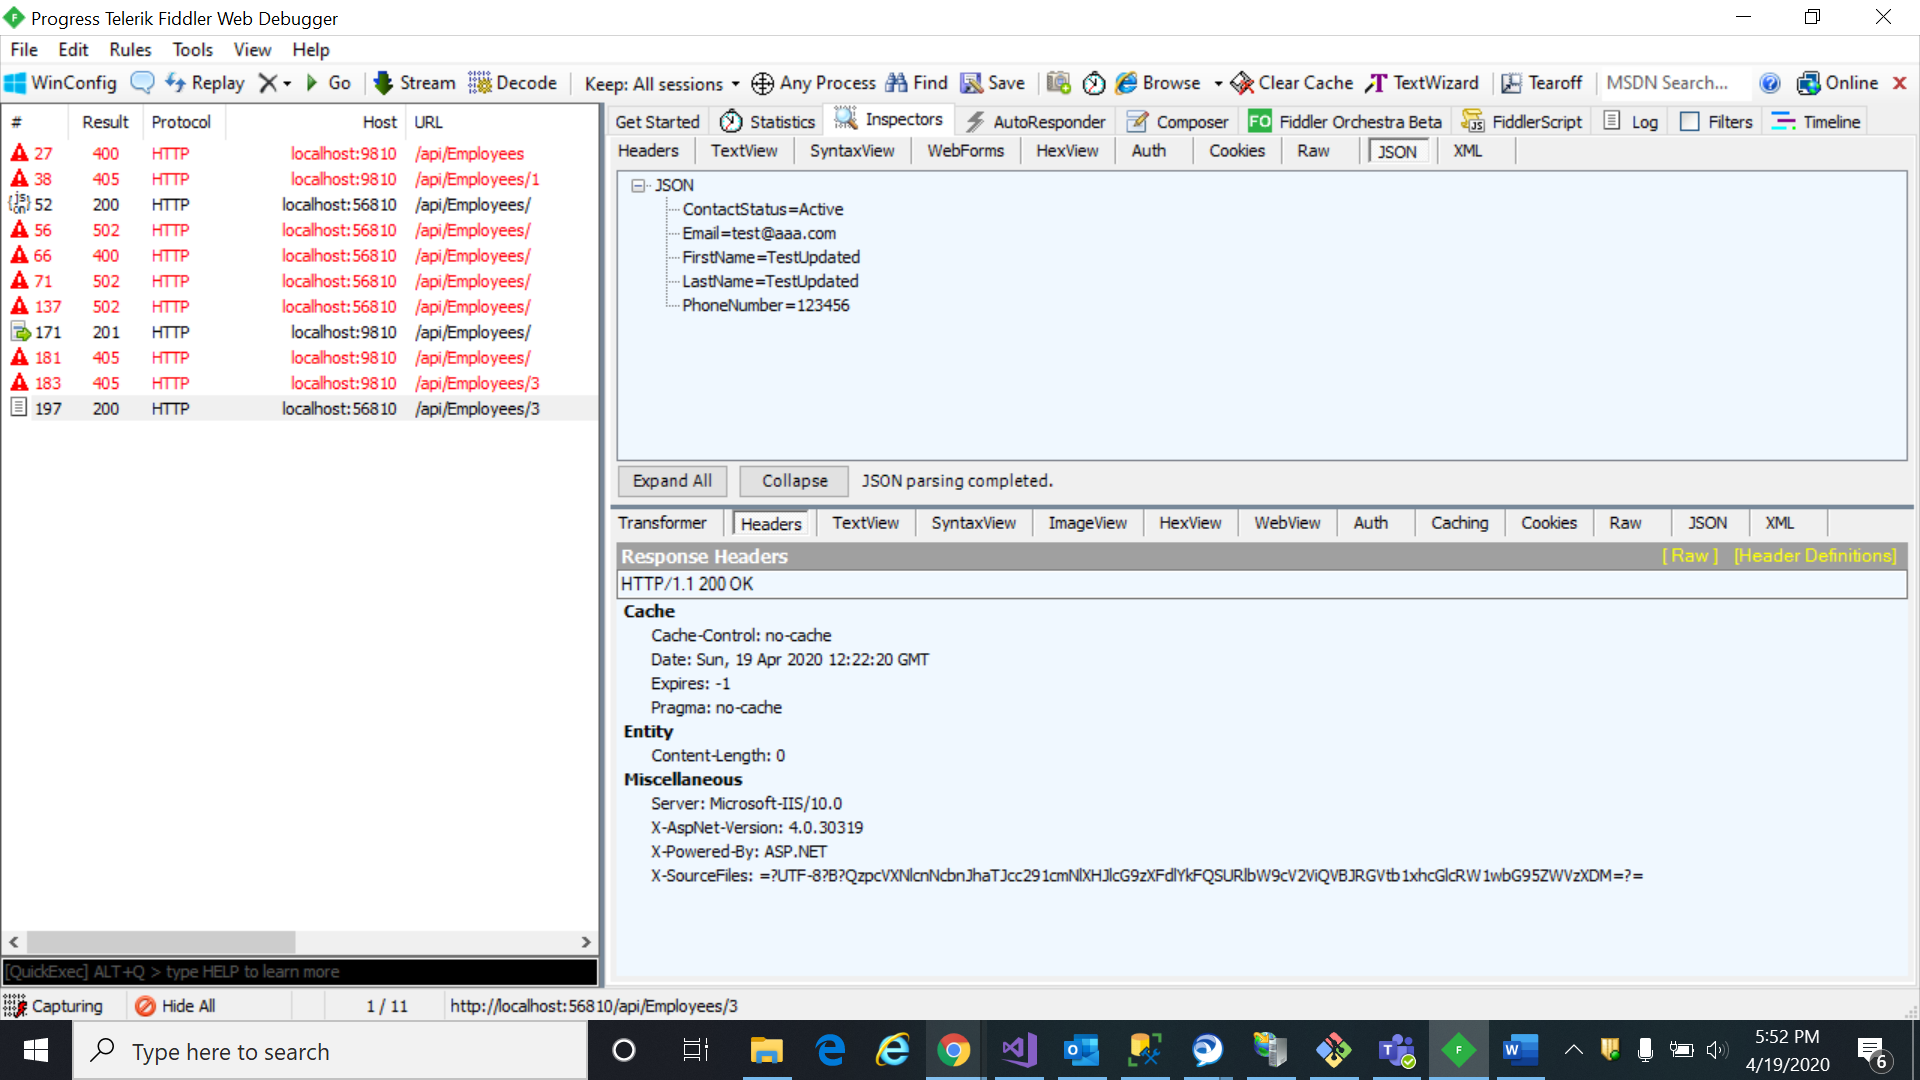 Progress Telerik Fiddler Web Debugger
File Edit Rules Tools View Help
WinConfig Replay Go Stream Decode Keep: All sessions Any Process Find Save Browse Clear Cache TextWizard Tearoff MSDN Search... Online
# Result Protocol Host URL
27 400 HTTP localhost:9810 /api/Employees
38 405 HTTP localhost:9810 /api/Employees/1
52 200 HTTP localhost:56810 /api/Employees/
56 502 HTTP localhost:56810 /api/Employees/
66 400 HTTP localhost:56810 /api/Employees/
71 502 HTTP localhost:56810 /api/Employees/
137 502 HTTP localhost:56810 /api/Employees/
171 201 HTTP localhost:9810 /api/Employees/
181 405 HTTP localhost:9810 /api/Employees/
183 405 HTTP localhost:9810 /api/Employees/3
197 200 HTTP localhost:56810 /api/Employees/3
Get Started Statistics Inspectors AutoResponder Composer FO Fiddler Orchestra Beta FiddlerScript Log Filters Timeline
Headers TextView SyntaxView WebForms HexView Auth Cookies Raw JSON XML
JSON
ContactStatus=Active
Email=test@aaa.com
FirstName=TestUpdated
LastName=TestUpdated
PhoneNumber=123456
Expand All Collapse JSON parsing completed.
Transformer Headers TextView SyntaxView ImageView HexView WebView Auth Caching Cookies Raw JSON XML
Response Headers [ Raw ] [Header Definitions]
HTTP/1.1 200 OK
Cache
Cache-Control: no-cache
Date: Sun, 19 Apr 2020 12:22:20 GMT
Expires: -1
Pragma: no-cache
Entity
Content-Length: 0
Miscellaneous
Server: Microsoft-IIS/10.0
X-AspNet-Version: 4.0.30319
X-Powered-By: ASP.NET
X-SourceFiles: =?UTF-8?B?QzpcVXNlcnNcbnJhaTJcc291cmNlXHJlcG9zXFdlYkFQSURlbW9cV2ViQVBJRGVtb1xhcGlcRW1wbG95ZWVzXDM=?=
[QuickExec] ALT+Q > type HELP to learn more
Capturing Hide All 1 / 11 http://localhost:56810/api/Employees/3
Type here to search
5:52 PM
4/19/2020
6